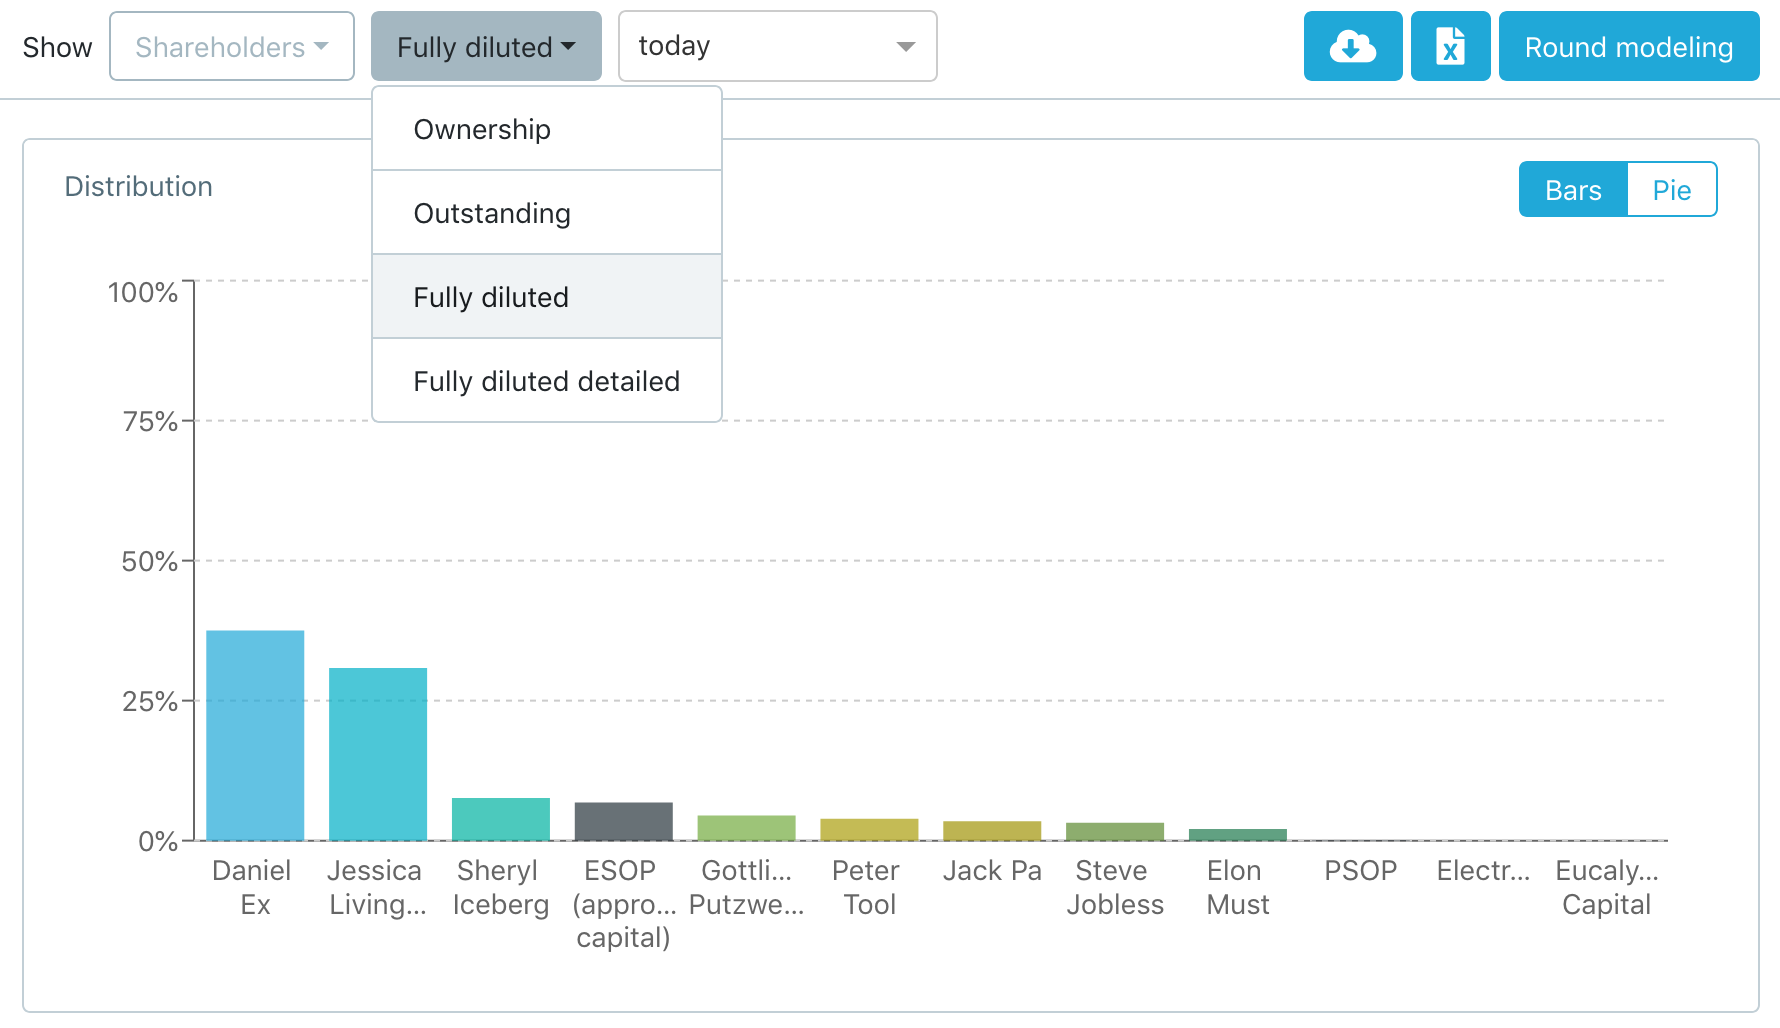 Show
Shareholders
Fully diluted
today
Round modeling
Ownership
Outstanding
Fully diluted
Fully diluted detailed
Distribution
Bars
Pie
100%
75%
50%
25%
0%
Daniel
Ex
Jessica
Living...
Sheryl
Iceberg
ESOP
(appro...
capital)
Gottli...
Putzwe...
Peter
Tool
Jack Pa
Steve
Jobless
Elon
Must
PSOP
Electr...
Eucaly...
Capital